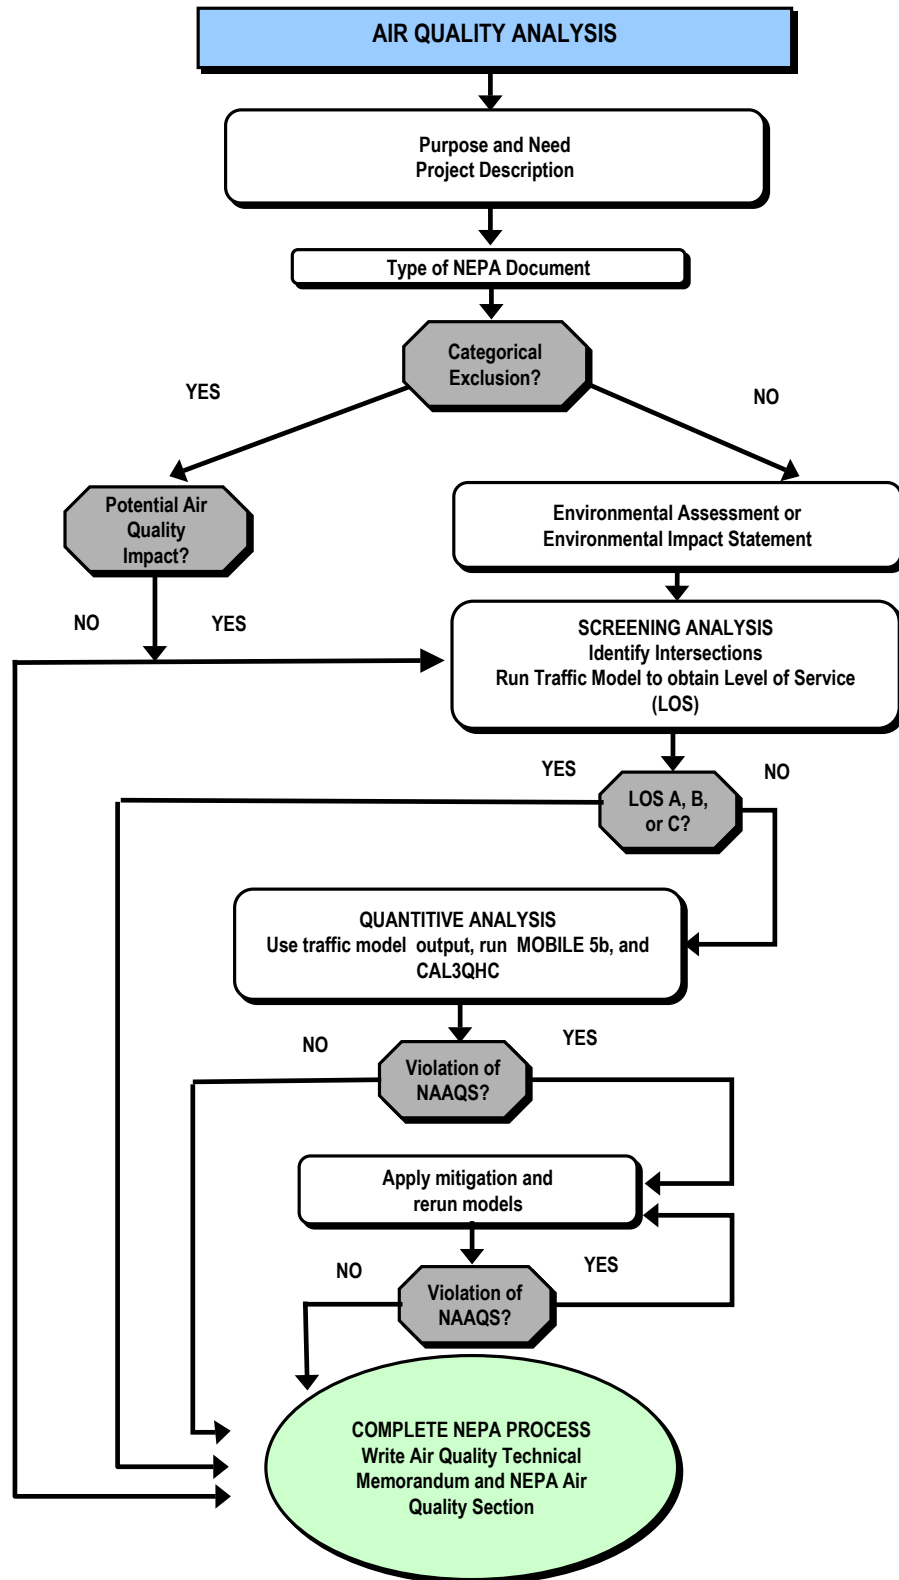 AIR QUALITY ANALYSIS
Purpose and Need
Project Description
Type of NEPA Document
Categorical
Exclusion?
YES
NO
Potential Air
Quality
Impact?
Environmental Assessment or
Environmental Impact Statement
NO
YES
SCREENING ANALYSIS
Identify Intersections
Run Traffic Model to obtain Level of Service
(LOS)
YES
NO
LOS A, B,
or C?
QUANTITIVE ANALYSIS
Use traffic model output, run MOBILE 5b, and
CAL3QHC
NO
YES
Violation of
NAAQS?
Apply mitigation and
rerun models
NO
YES
Violation of
NAAQS?
COMPLETE NEPA PROCESS
Write Air Quality Technical
Memorandum and NEPA Air
Quality Section